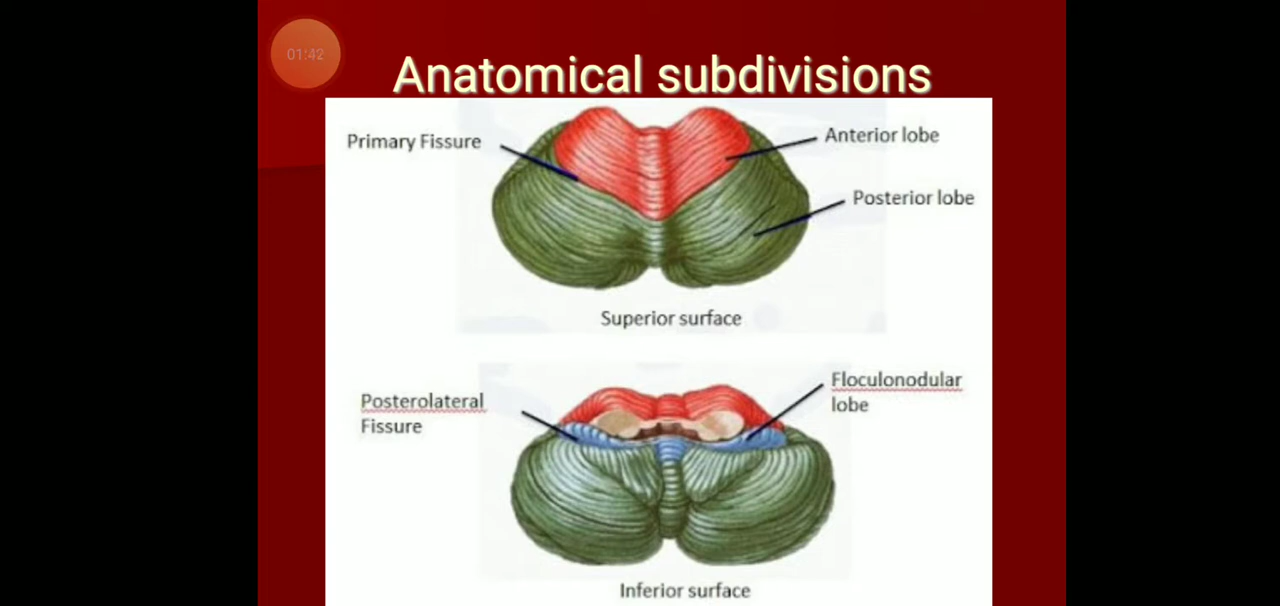 01:42
Anatomical subdivisions
Primary Fissure
Anterior lobe
Posterior lobe
Superior surface
Posterolateral
Fissure
Floculonodular
lobe
Inferior surface